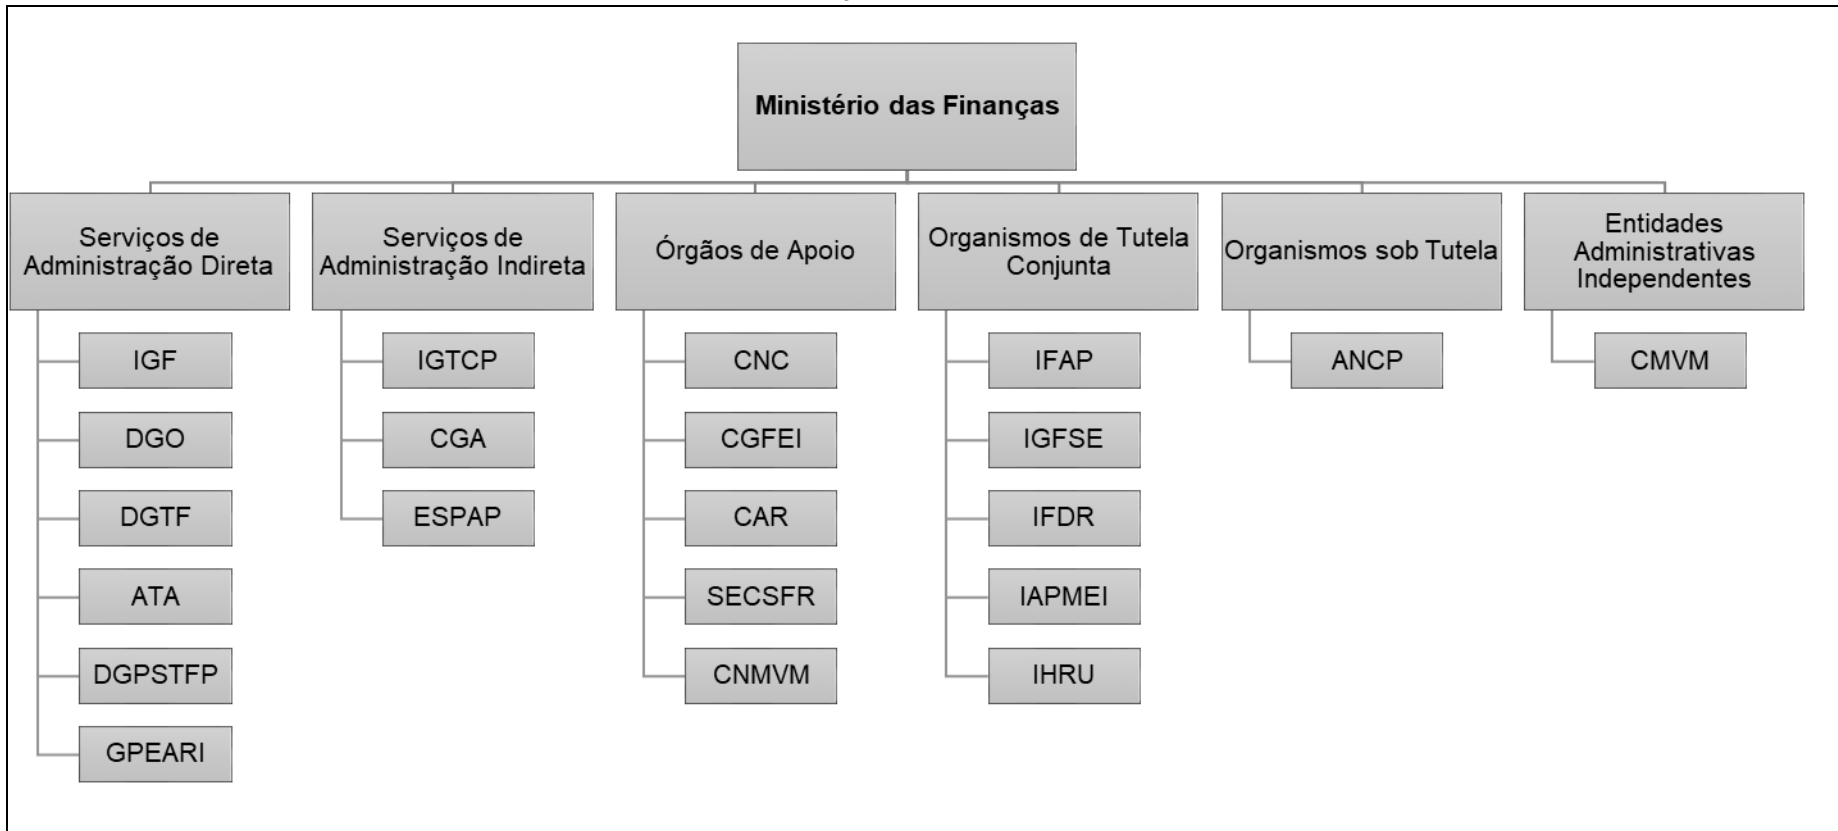 Ministério das Finanças
Serviços de
Administração Direta
IGF
DGO
DGTF
ATA
DGPSTFP
GPEARI
Serviços de
Administração Indireta
IGTCP
CGA
ESPAP
Órgãos de Apoio
CNC
CGFEI
CAR
SECSFR
CNMVM
Organismos de Tutela
Conjunta
IFAP
IGFSE
IFDR
IAPMEI
IHRU
Organismos sob Tutela
ANCP
Entidades
Administrativas
Independentes
CMVM